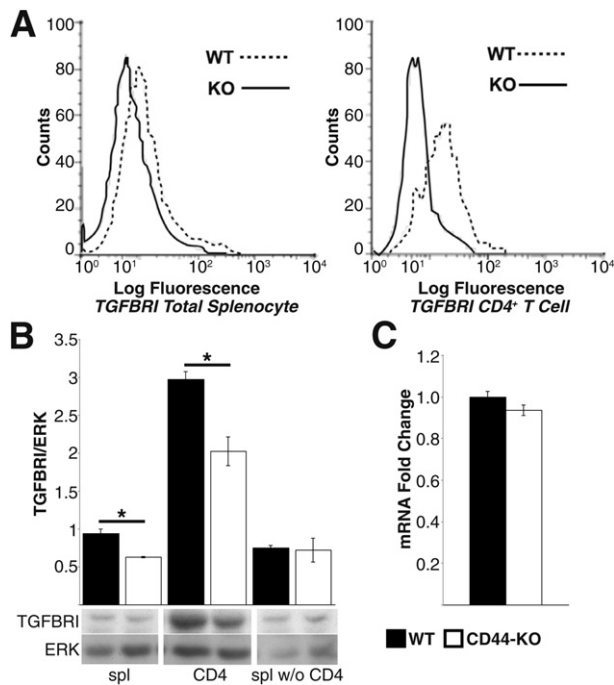 A
100
80
60
40
20
0
Counts
WT
KO
10⁰ 10¹ 10² 10³ 10⁴
Log Fluorescence
TGFBRI Total Splenocyte
100
80
60
40
20
0
Counts
WT
KO
10⁰ 10¹ 10² 10³ 10⁴
Log Fluorescence
TGFBRI CD4⁺ T Cell
B
3.5
3
2.5
2
1.5
1
0.5
TGFBRI/ERK
*
*
TGFBRI
ERK
spl CD4 spl w/o CD4
C
1.2
1.0
0.8
0.6
0.4
0.2
mRNA Fold Change
WT CD44-KO